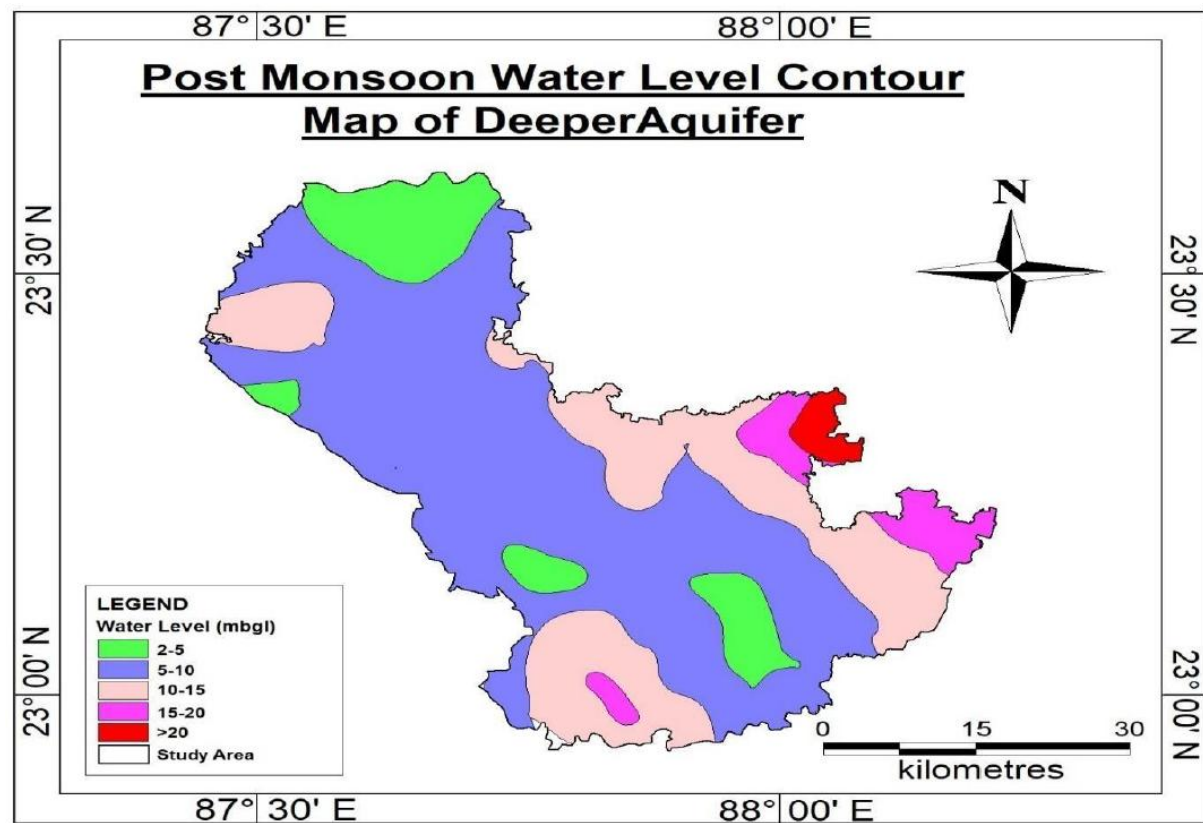 87° 30' E
88° 00' E
Post Monsoon Water Level Contour
Map of DeeperAquifer
N
23° 30' N
23° 30' N
LEGEND
Water Level (mbgl)
2-5
5-10
10-15
15-20
>20
Study Area
23° 00' N
23° 00' N
0 15 30
kilometres
87° 30' E
88° 00' E